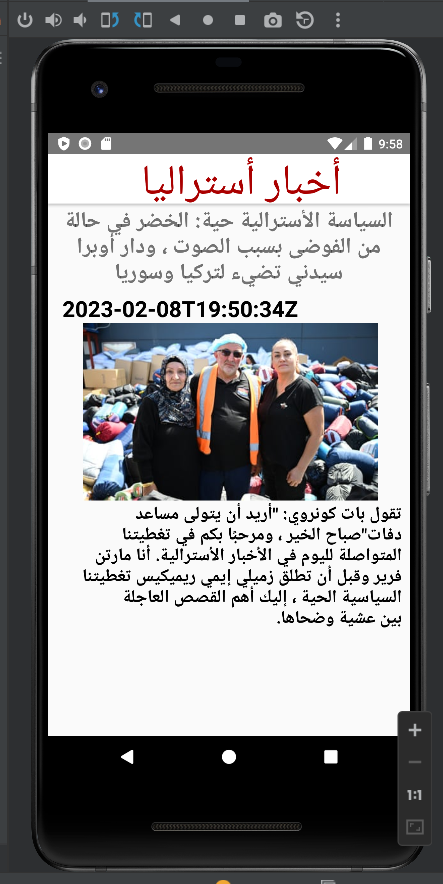 9:58
أخبار أستراليا
السياسة الأسترالية حية: الخضر في حالة
من الفوضى بسبب الصوت ، ودار أوبرا
سيدني تضيء لتركيا وسوريا
2023-02-08T19:50:34Z
تقول بات كونروي: "أريد أن يتولى مساعد
دفات"صباح الخير ، ومرحبًا بكم في تغطيتنا
المتواصلة لليوم في الأخبار الأسترالية. أنا مارتن
فرير وقبل أن تطلق زميلي إيمي ريميكيس تغطيتنا
السياسية الحية ، إليك أهم القصص العاجلة
بين عشية وضحاها.
1:1